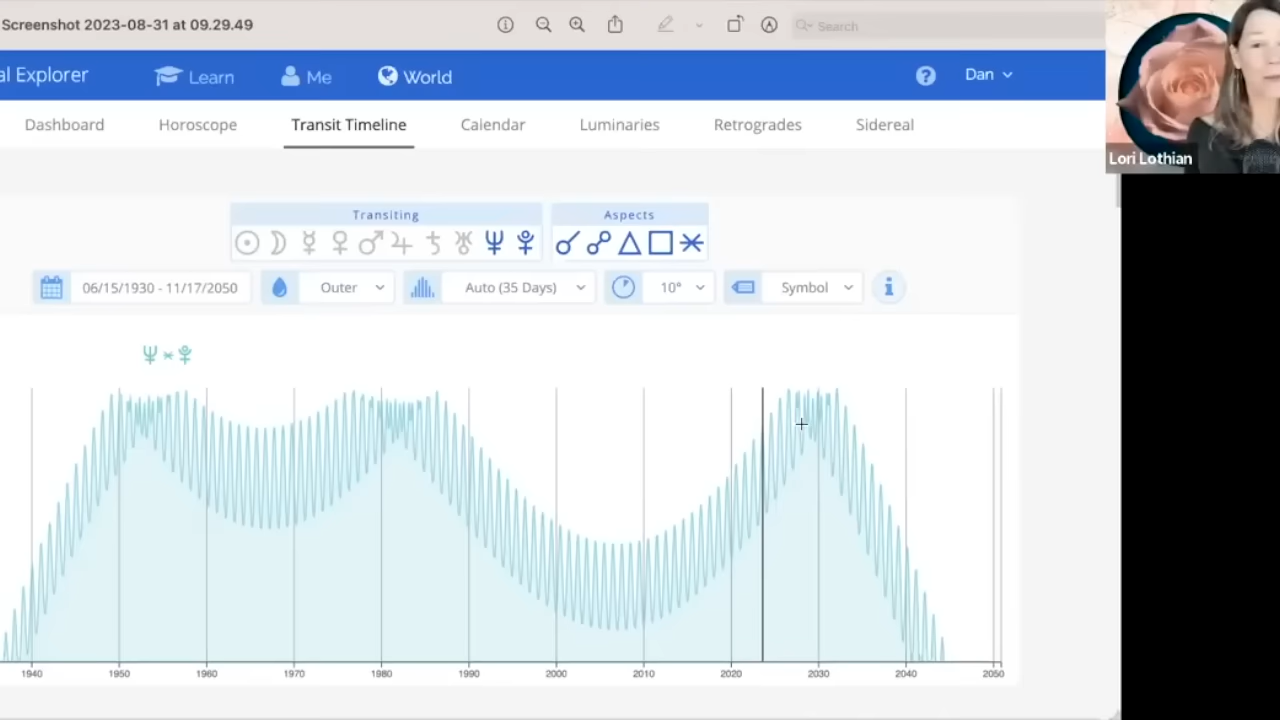 Screenshot 2023-08-31 at 09.29.49
Search
al Explorer
Learn
Me
World
Dan
Lori Lothian
Dashboard
Horoscope
Transit Timeline
Calendar
Luminaries
Retrogrades
Sidereal
Transiting
Aspects
06/15/1930 - 11/17/2050
Outer
Auto (35 Days)
10°
Symbol
1940 1950 1960 1970 1980 1990 2000 2010 2020 2030 2040 2050